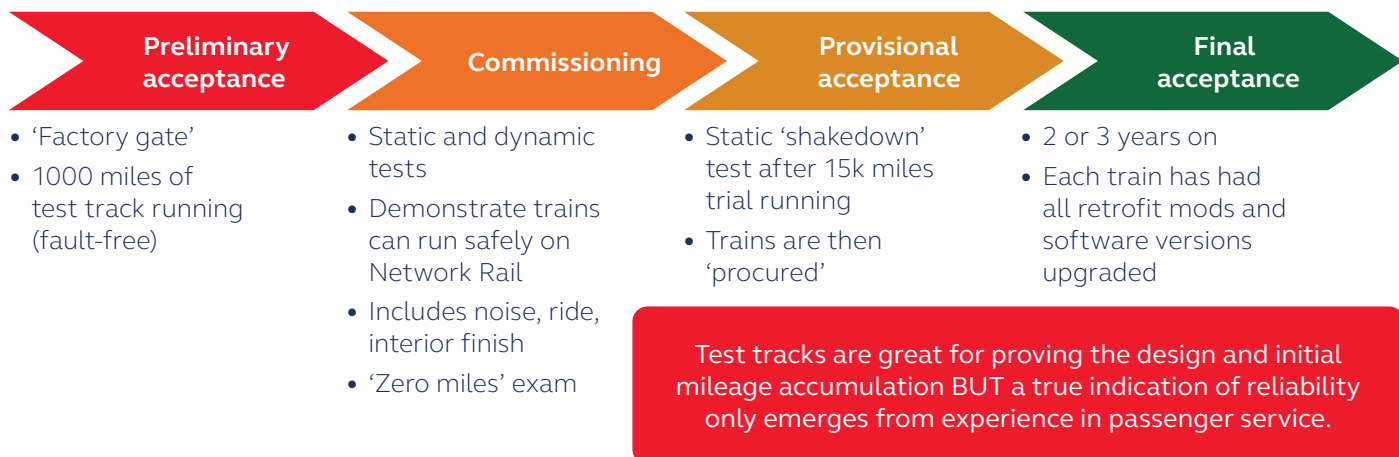 Preliminary
acceptance
Commissioning
Provisional
acceptance
Final
acceptance
• ‘Factory gate’
• 1000 miles of
test track running
(fault-free)
• Static and dynamic
tests
• Demonstrate trains
can run safely on
Network Rail
• Includes noise, ride,
interior finish
• ‘Zero miles’ exam
• Static ‘shakedown’
test after 15k miles
trial running
• Trains are then
‘procured’
• 2 or 3 years on
• Each train has had
all retrofit mods and
software versions
upgraded
Test tracks are great for proving the design and initial
mileage accumulation BUT a true indication of reliability
only emerges from experience in passenger service.